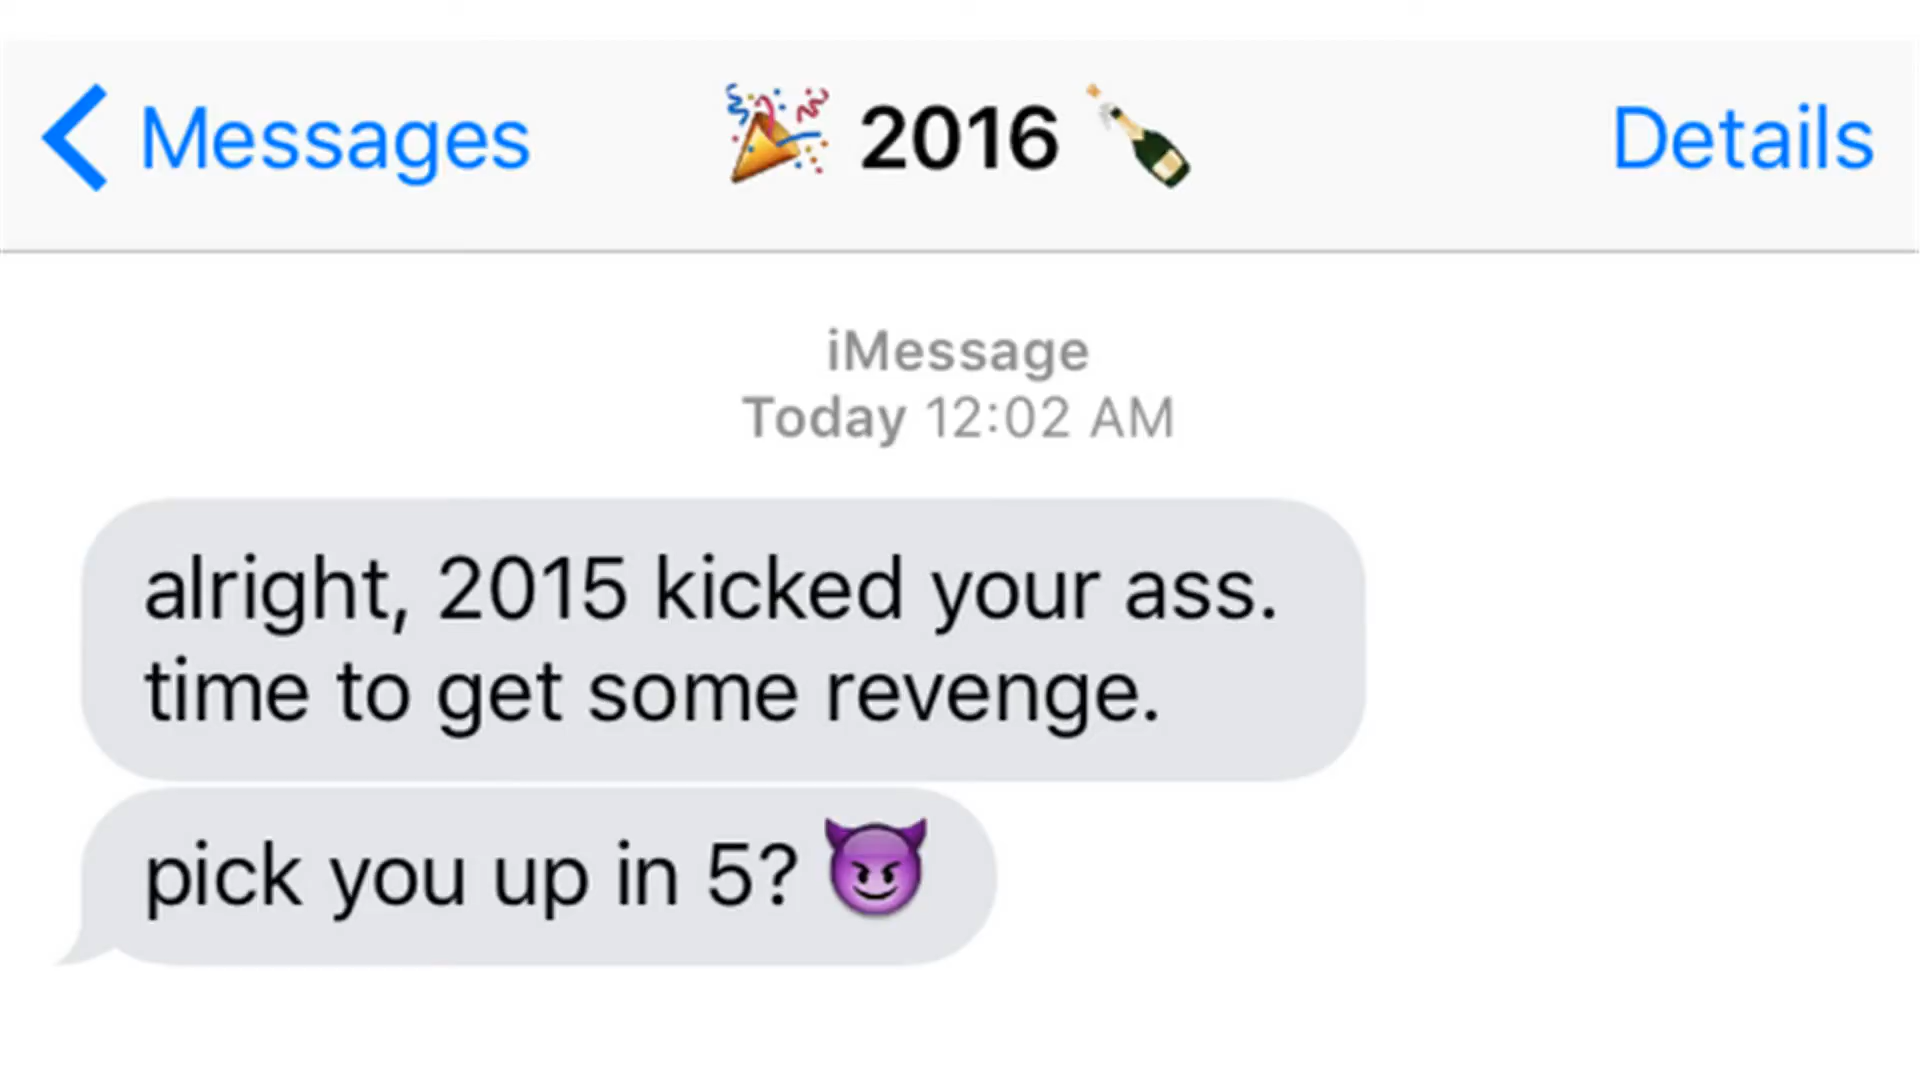 Messages
🎉 2016 🍾
Details
iMessage
Today 12:02 AM
alright, 2015 kicked your ass.
time to get some revenge.
pick you up in 5? 😈